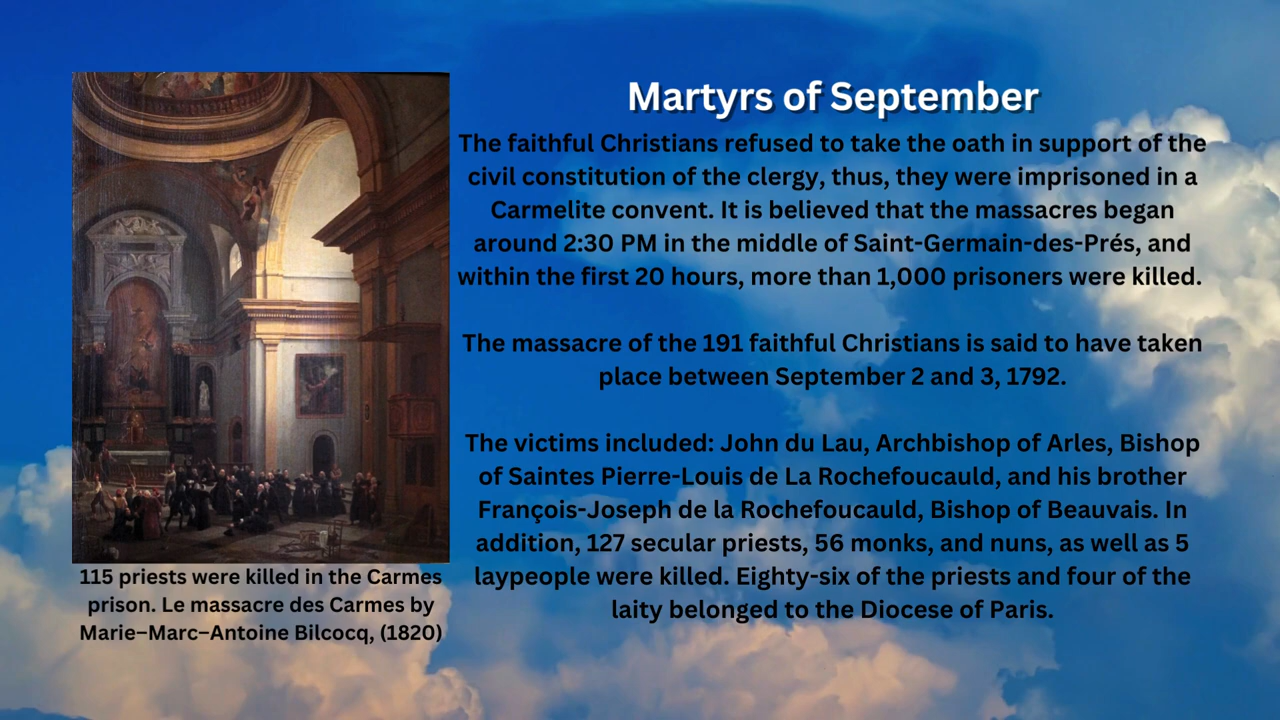 Martyrs of September
The faithful Christians refused to take the oath in support of the
civil constitution of the clergy, thus, they were imprisoned in a
Carmelite convent. It is believed that the massacres began
around 2:30 PM in the middle of Saint-Germain-des-Prés, and
within the first 20 hours, more than 1,000 prisoners were killed.
The massacre of the 191 faithful Christians is said to have taken
place between September 2 and 3, 1792.
The victims included: John du Lau, Archbishop of Arles, Bishop
of Saintes Pierre-Louis de La Rochefoucauld, and his brother
François-Joseph de la Rochefoucauld, Bishop of Beauvais. In
addition, 127 secular priests, 56 monks, and nuns, as well as 5
laypeople were killed. Eighty-six of the priests and four of the
laity belonged to the Diocese of Paris.
115 priests were killed in the Carmes
prison. Le massacre des Carmes by
Marie–Marc–Antoine Bilcocq, (1820)